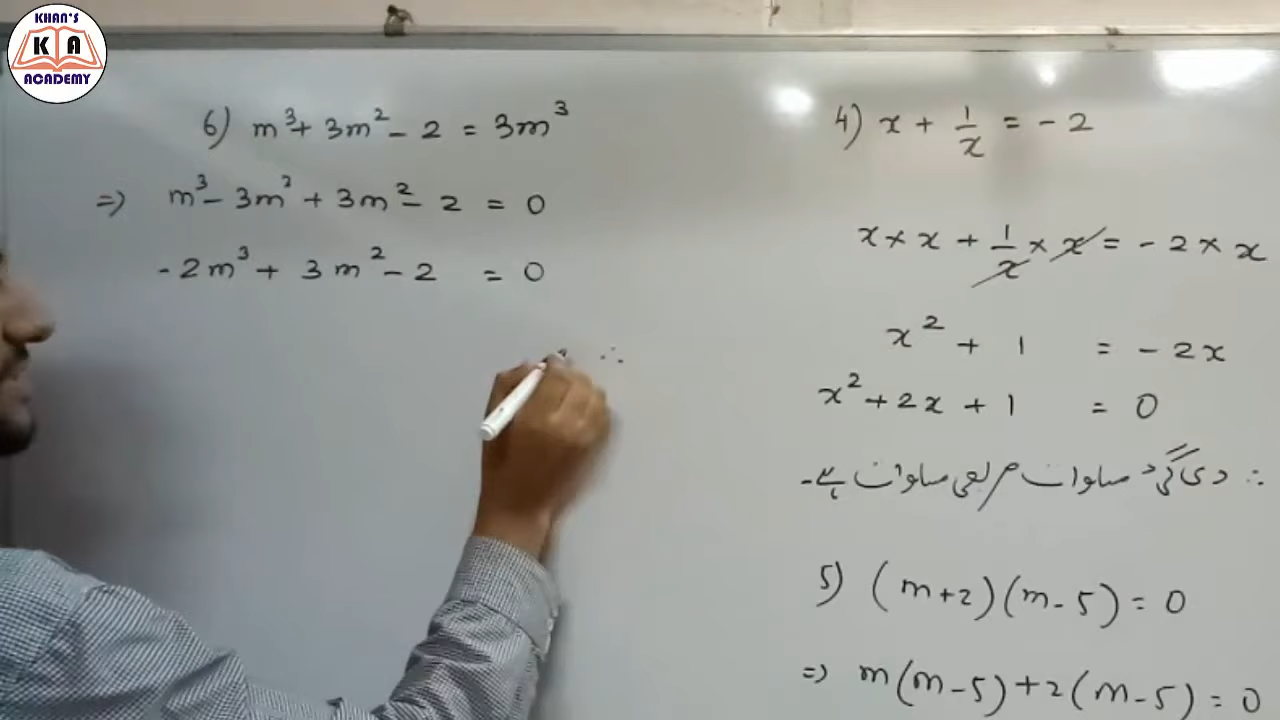 KHAN'S
K A
ACADEMY
6) m³ + 3m² - 2 = 3m³
=) m³ - 3m² + 3m² - 2 = 0
- 2m³ + 3m² - 2 = 0
∴
4) x + 1/x = - 2
x × x + 1/x × x = - 2 × x
x² + 1 = - 2x
x² + 2x + 1 = 0
∴ دی گئی مساوات مربعی مساوات ہے۔
5) (m+2)(m-5) = 0
=) m(m-5)+2(m-5) = 0